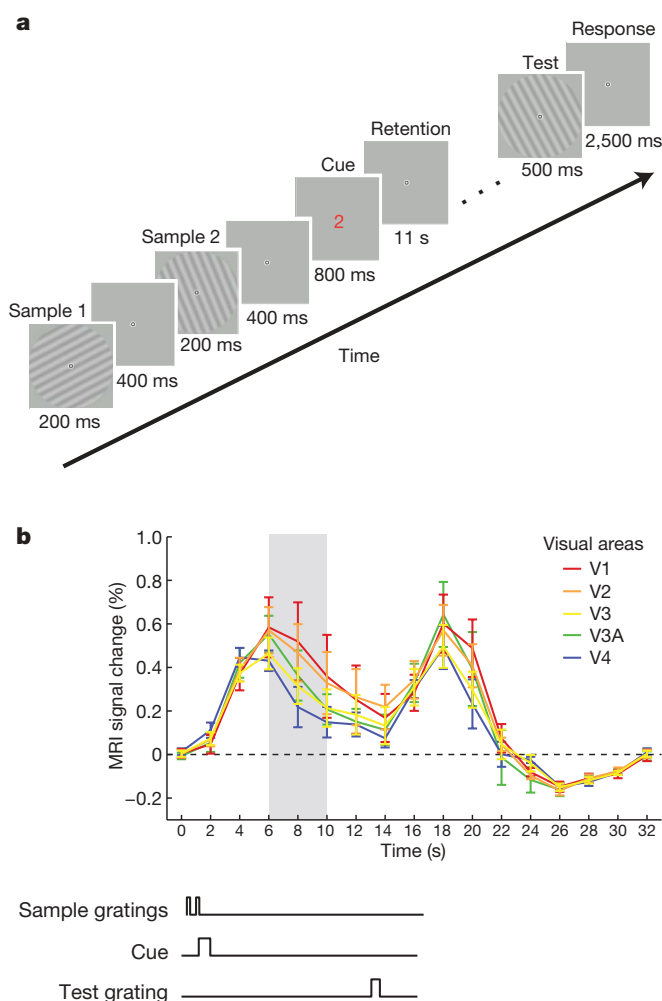 a
Response
Test
2,500 ms
500 ms
Retention
Cue
2
11 s
800 ms
Sample 2
400 ms
200 ms
Sample 1
400 ms
200 ms
Time
b
MRI signal change (%)
1.0
0.8
0.6
0.4
0.2
0
−0.2
Visual areas
V1
V2
V3
V3A
V4
0 2 4 6 8 10 12 14 16 18 20 22 24 26 28 30 32
Time (s)
Sample gratings
Cue
Test grating